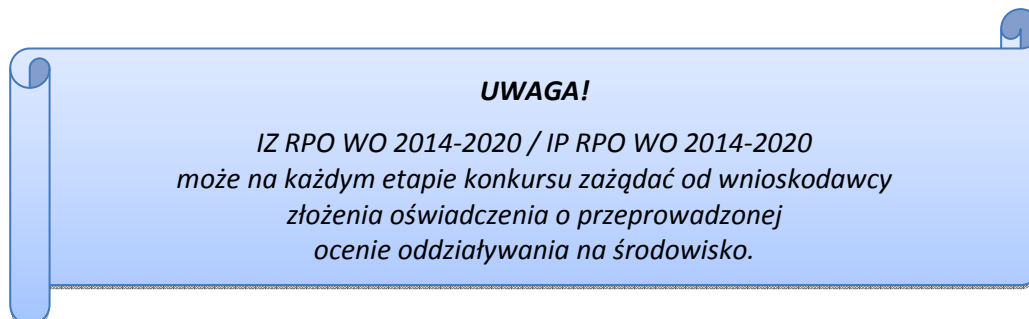 UWAGA!
IZ RPO WO 2014-2020 / IP RPO WO 2014-2020
może na każdym etapie konkursu zażądać od wnioskodawcy
złożenia oświadczenia o przeprowadzonej
ocenie oddziaływania na środowisko.